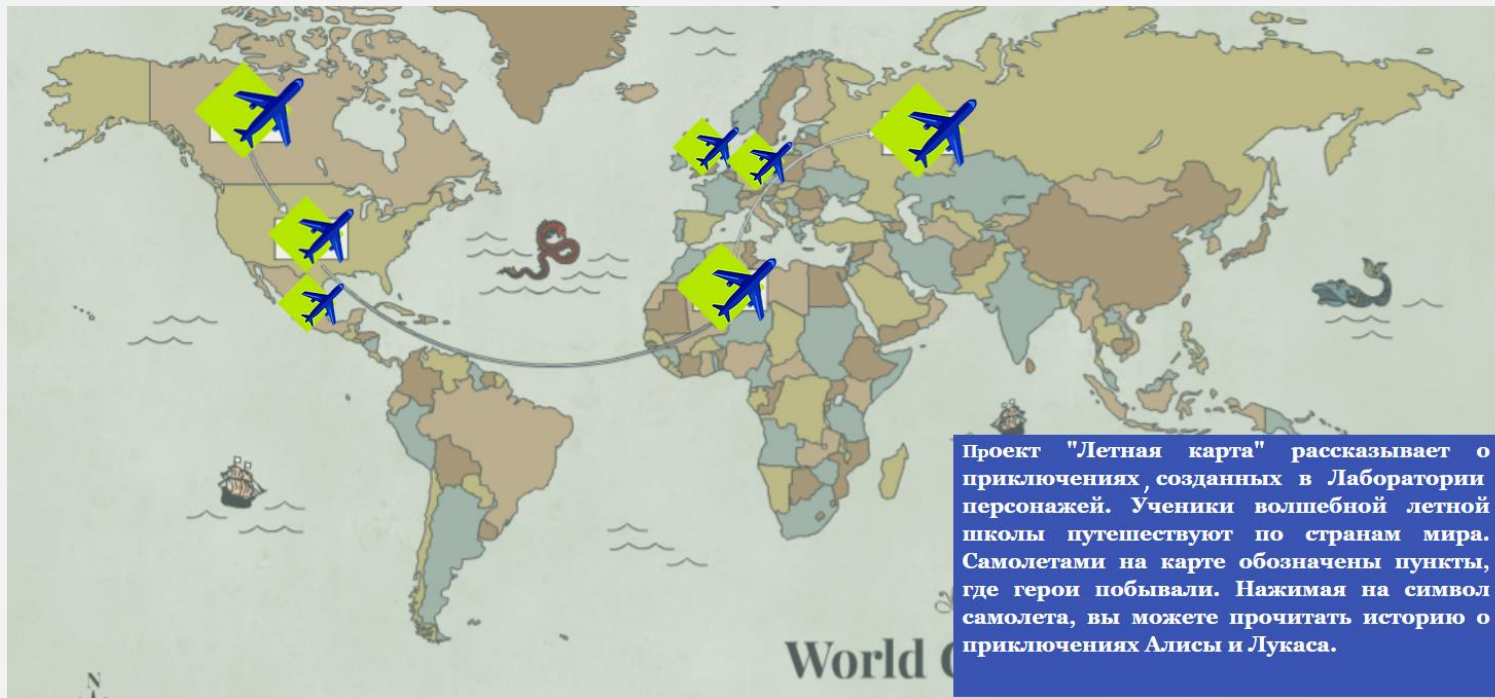 Проект "Летная карта" рассказывает о
приключениях, созданных в Лаборатории
персонажей. Ученики волшебной летной
школы путешествуют по странам мира.
Самолетами на карте обозначены пункты,
где герои побывали. Нажимая на символ
самолета, вы можете прочитать историю о
приключениях Алисы и Лукаса.
World
N